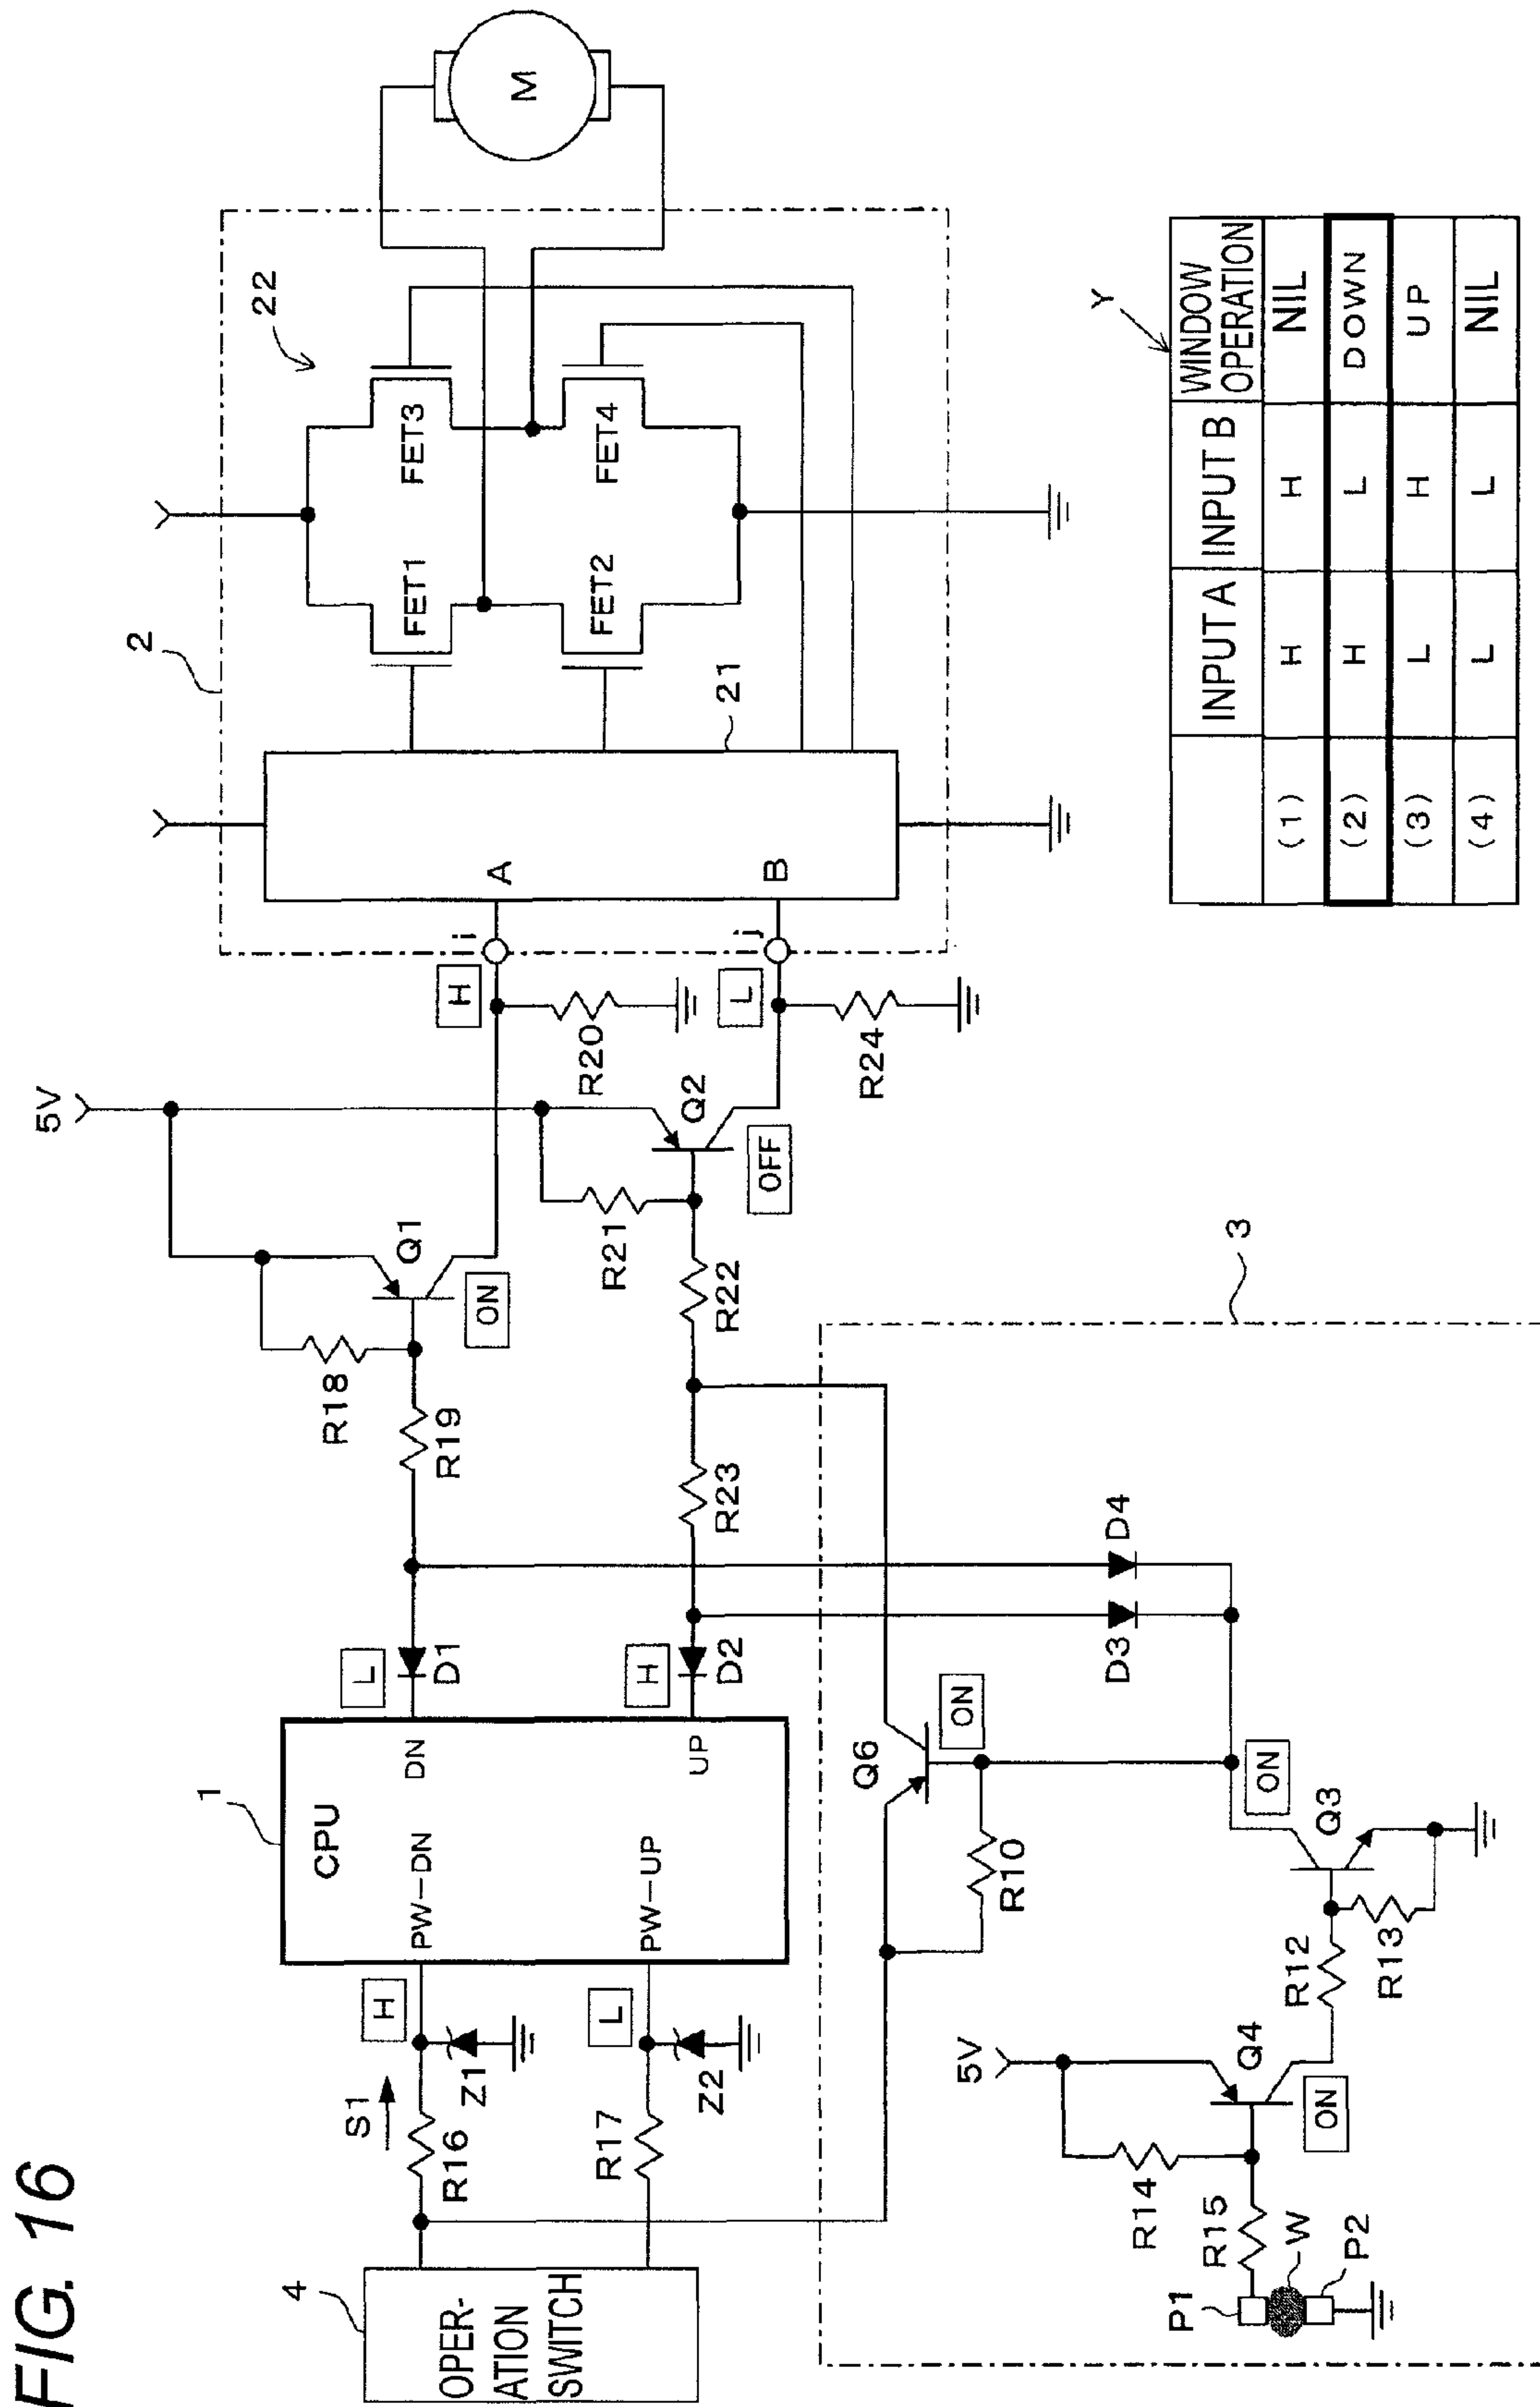 FIG. 16
4
OPER-
ATION
SWITCH
S1
R16
R17
Z1
Z2
H
L
1
CPU
PW-DN
PW-UP
DN
UP
L
H
D1
D2
R18
R19
R23
R22
R21
Q1
ON
Q2
OFF
5V
R20
R24
H
L
i
j
2
A
B
21
22
FET1
FET2
FET3
FET4
M
3
Q6
ON
R10
D3
D4
ON
Q3
R12
R13
5V
Q4
ON
R14
R15
P1
W
P2
Y
INPUT A INPUT B WINDOW OPERATION
(1) H H NIL
(2) H L DOWN
(3) L H UP
(4) L L NIL